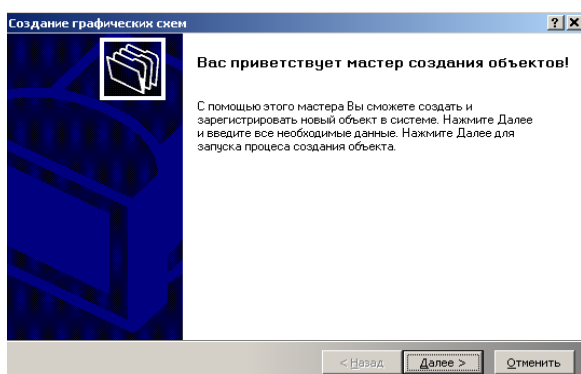 Создание графических схем
Вас приветствует мастер создания объектов!
С помощью этого мастера Вы сможете создать и
зарегистрировать новый объект в системе. Нажмите Далее
и введите все необходимые данные. Нажмите Далее для
запуска процеса создания объекта.
< Назад Далее > Отменить